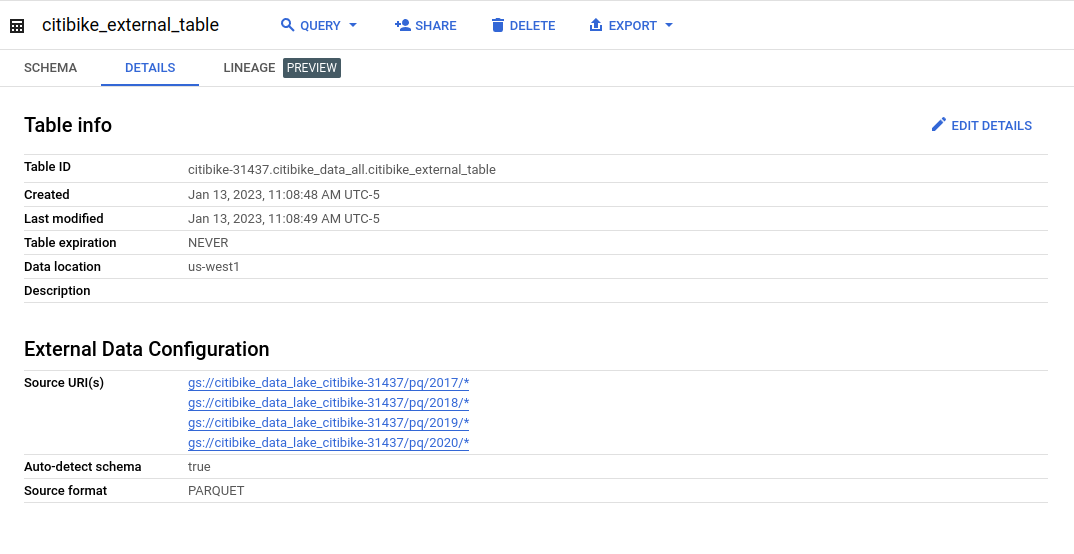 citibike_external_table QUERY SHARE DELETE EXPORT
SCHEMA DETAILS LINEAGE PREVIEW
Table info EDIT DETAILS
Table ID citibike-31437.citibike_data_all.citibike_external_table
Created Jan 13, 2023, 11:08:48 AM UTC-5
Last modified Jan 13, 2023, 11:08:49 AM UTC-5
Table expiration NEVER
Data location us-west1
Description
External Data Configuration
Source URI(s) gs://citibike_data_lake_citibike-31437/pq/2017/*
gs://citibike_data_lake_citibike-31437/pq/2018/*
gs://citibike_data_lake_citibike-31437/pq/2019/*
gs://citibike_data_lake_citibike-31437/pq/2020/*
Auto-detect schema true
Source format PARQUET